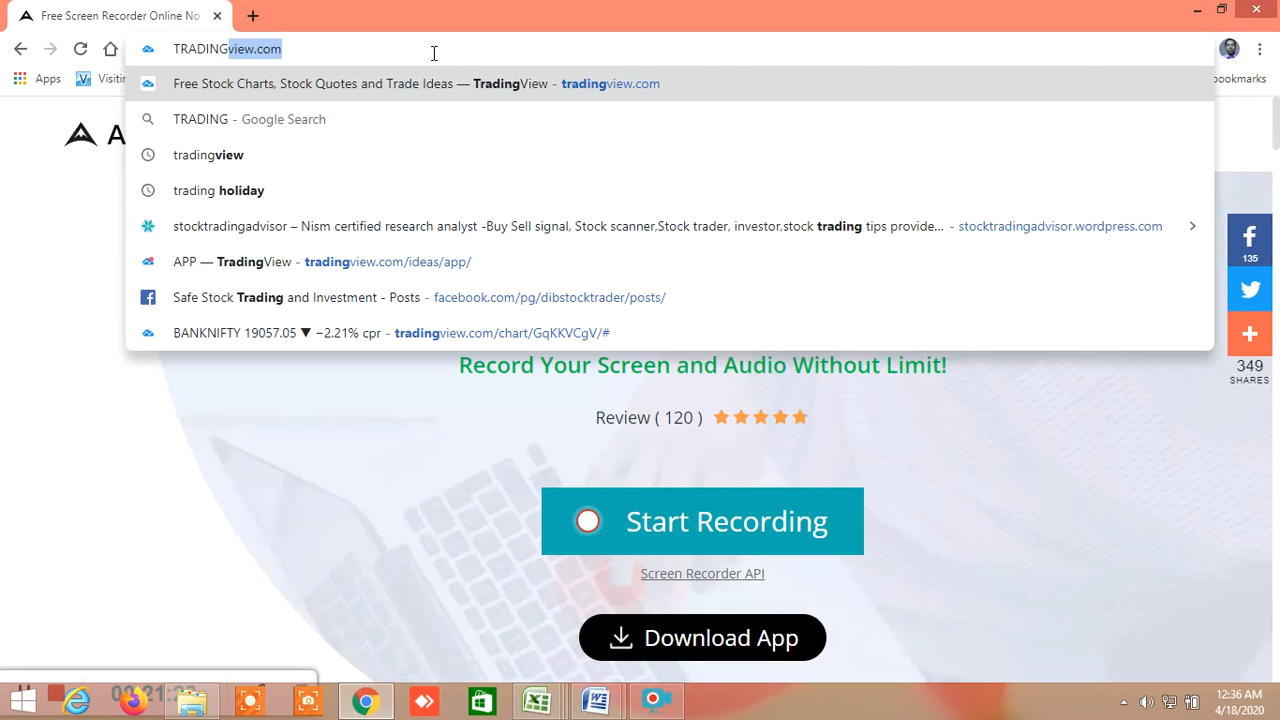 Free Screen Recorder Online No
TRADINGview.com
Apps
Visitin
bookmarks
Free Stock Charts, Stock Quotes and Trade Ideas — TradingView - tradingview.com
TRADING - Google Search
tradingview
trading holiday
stocktradingadvisor – Nism certified research analyst -Buy Sell signal, Stock scanner,Stock trader, investor,stock trading tips provide... - stocktradingadvisor.wordpress.com
APP — TradingView - tradingview.com/ideas/app/
Safe Stock Trading and Investment - Posts - facebook.com/pg/dibstocktrader/posts/
BANKNIFTY 19057.05 ▼ −2.21% cpr - tradingview.com/chart/GqKKVCgV/#
A
135
349
SHARES
Record Your Screen and Audio Without Limit!
Review ( 120 )
Start Recording
Screen Recorder API
Download App
12:36 AM
4/18/2020